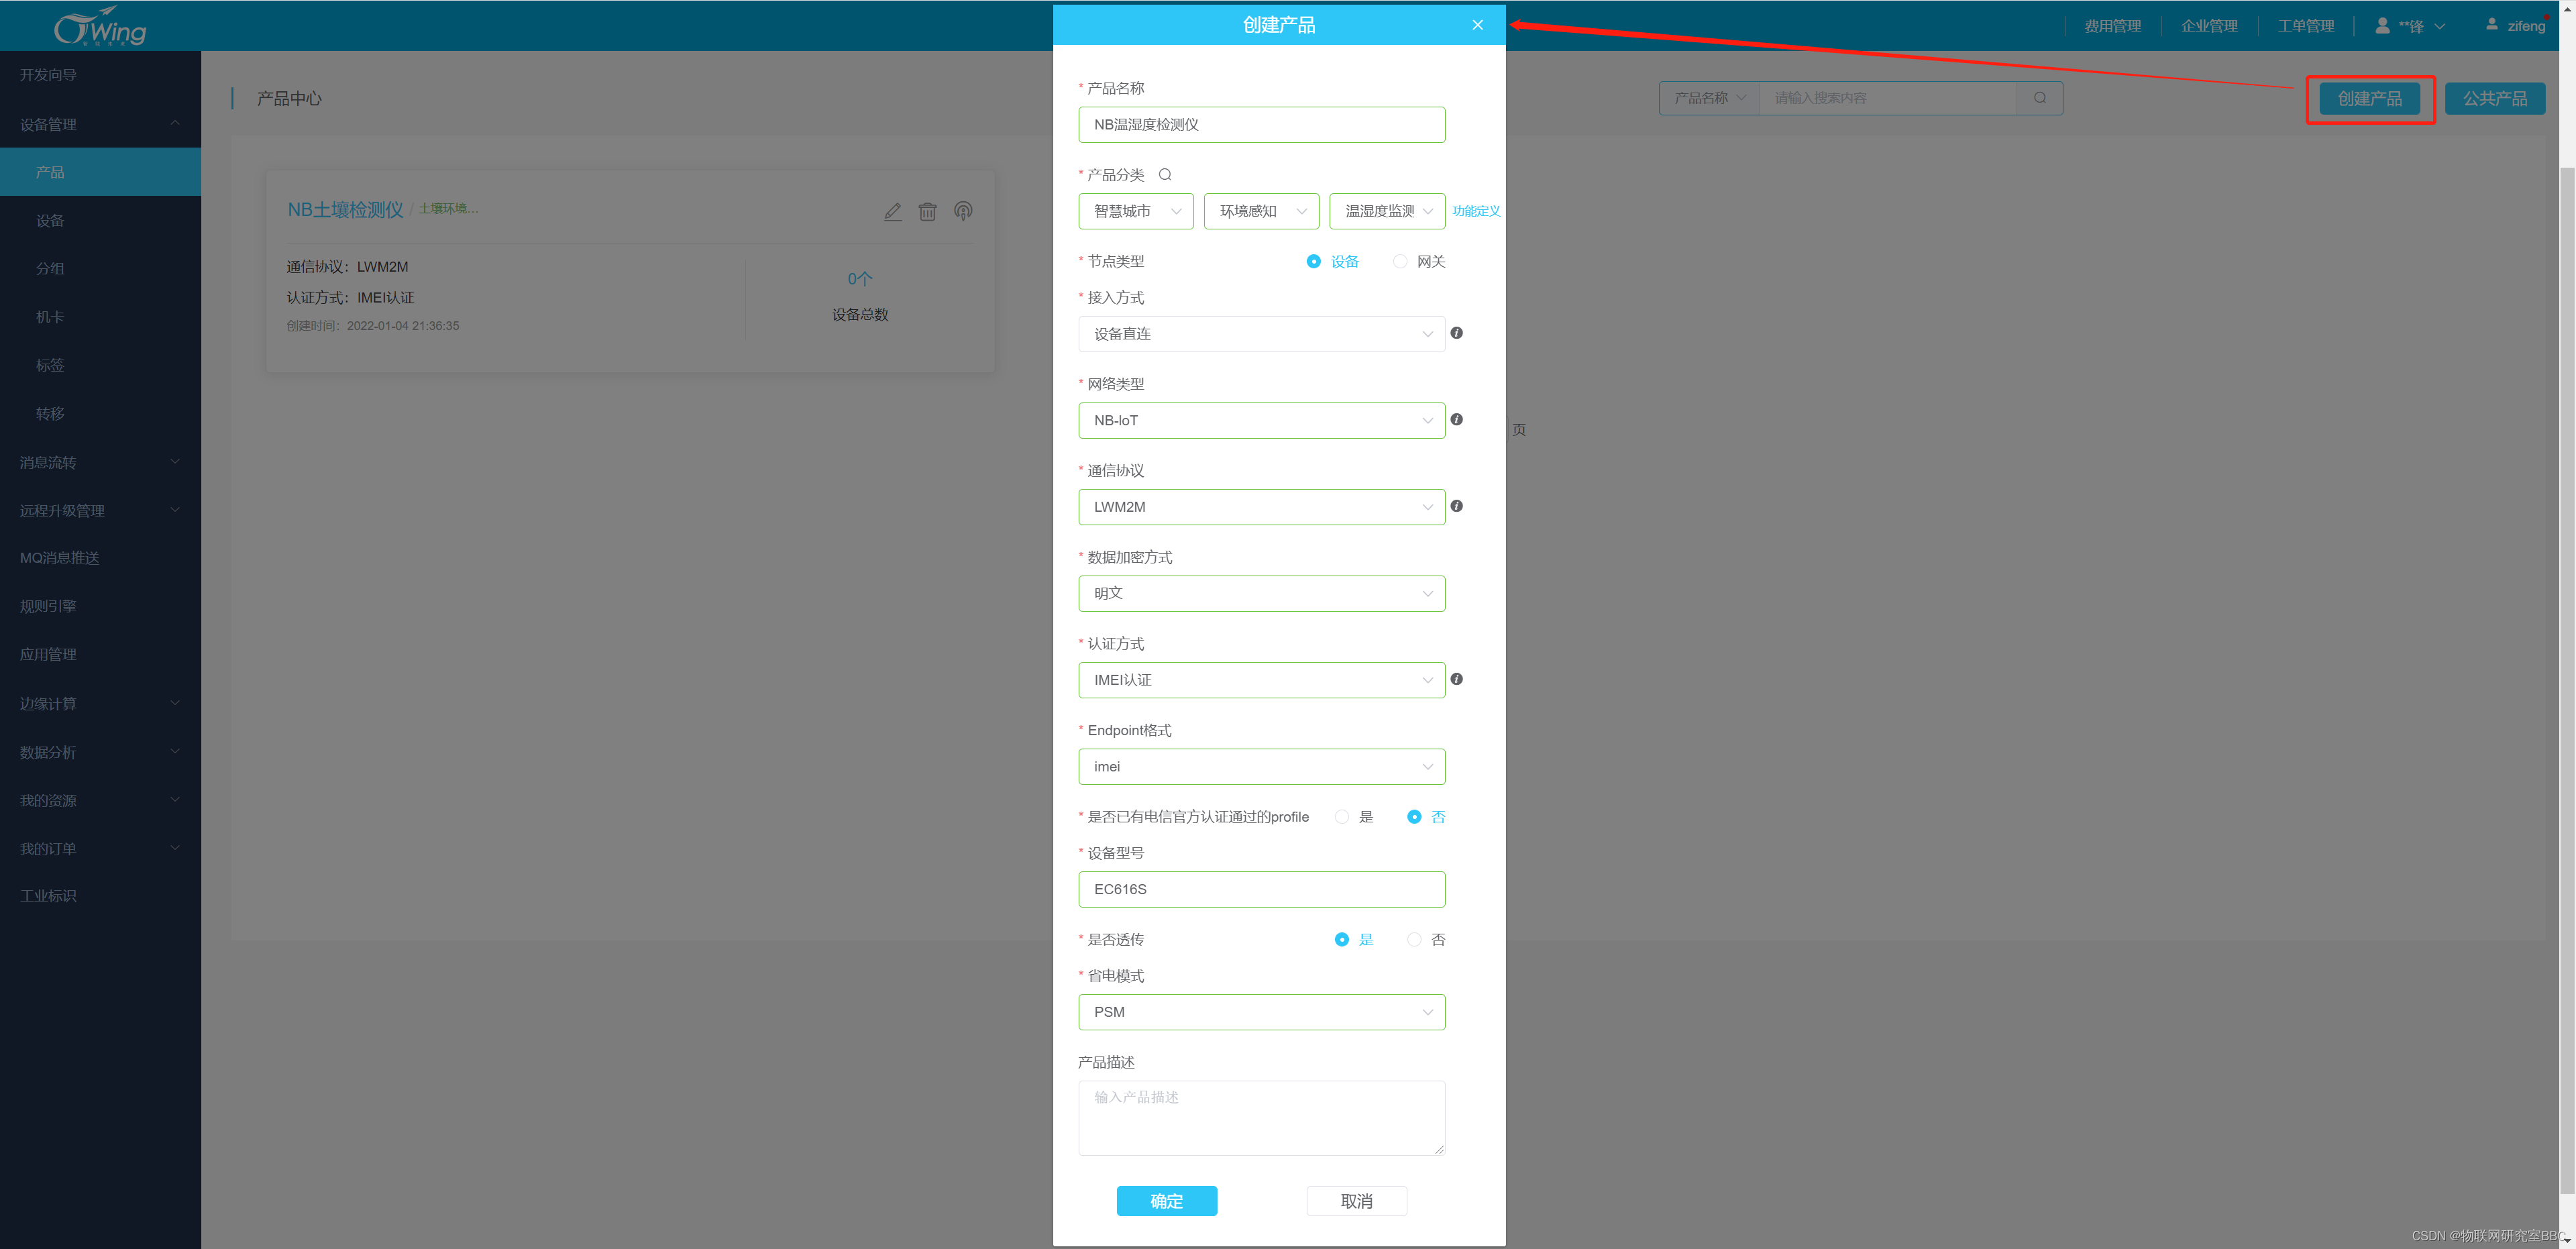 Wing
费用管理
企业管理
工单管理
**锋
zifeng
开发向导
设备管理
产品
设备
分组
机卡
标签
转移
消息流转
远程升级管理
MQ消息推送
规则引擎
应用管理
边缘计算
数据分析
我的资源
我的订单
工业标识
产品中心
产品名称
请输入搜索内容
创建产品
公共产品
NB土壤检测仪 / 土壤环境...
通信协议：LWM2M
认证方式：IMEI认证
创建时间：2022-01-04 21:36:35
0个
设备总数
页
创建产品
* 产品名称
NB温湿度检测仪
* 产品分类
智慧城市 环境感知 温湿度监测 功能定义
* 节点类型 设备 网关
* 接入方式
设备直连
* 网络类型
NB-IoT
* 通信协议
LWM2M
* 数据加密方式
明文
* 认证方式
IMEI认证
* Endpoint格式
imei
* 是否已有电信官方认证通过的profile 是 否
* 设备型号
EC616S
* 是否透传 是 否
* 省电模式
PSM
产品描述
输入产品描述
确定 取消
CSDN @物联网研究室BBC